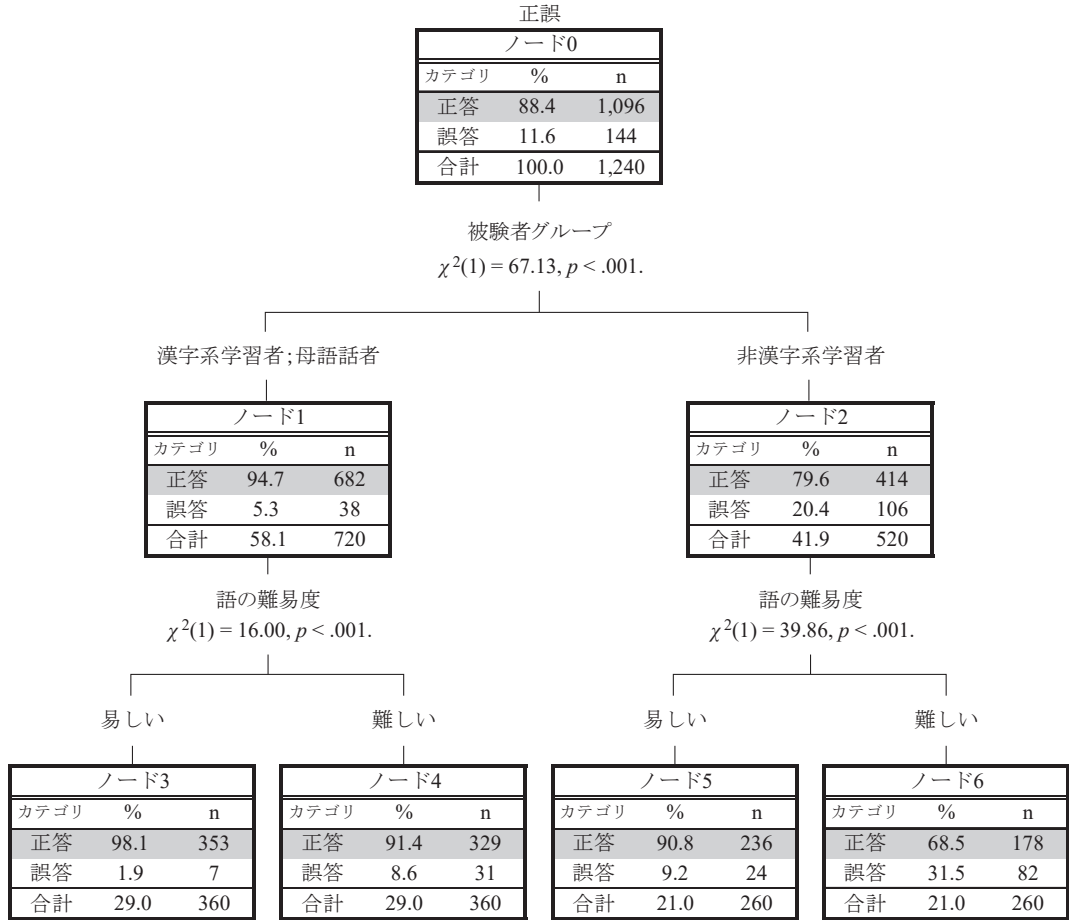 正誤
ノード0
カテゴリ % n
正答 88.4 1,096
誤答 11.6 144
合計 100.0 1,240
被験者グループ
χ²(1) = 67.13, p < .001.
漢字系学習者;母語話者
非漢字系学習者
ノード1
カテゴリ % n
正答 94.7 682
誤答 5.3 38
合計 58.1 720
ノード2
カテゴリ % n
正答 79.6 414
誤答 20.4 106
合計 41.9 520
語の難易度
χ²(1) = 16.00, p < .001.
語の難易度
χ²(1) = 39.86, p < .001.
易しい
難しい
易しい
難しい
ノード3
カテゴリ % n
正答 98.1 353
誤答 1.9 7
合計 29.0 360
ノード4
カテゴリ % n
正答 91.4 329
誤答 8.6 31
合計 29.0 360
ノード5
カテゴリ % n
正答 90.8 236
誤答 9.2 24
合計 21.0 260
ノード6
カテゴリ % n
正答 68.5 178
誤答 31.5 82
合計 21.0 260